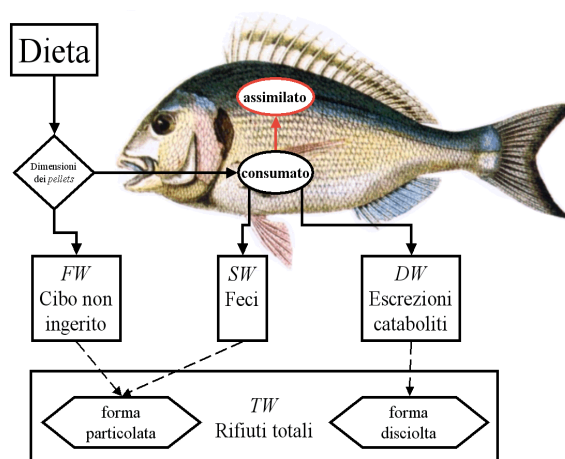 Dieta
assimilato
Dimensioni
dei pellets
consumato
FW
Cibo non
ingerito
SW
Feci
DW
Escrezioni
cataboliti
forma
particolata
TW
Rifiuti totali
forma
disciolta